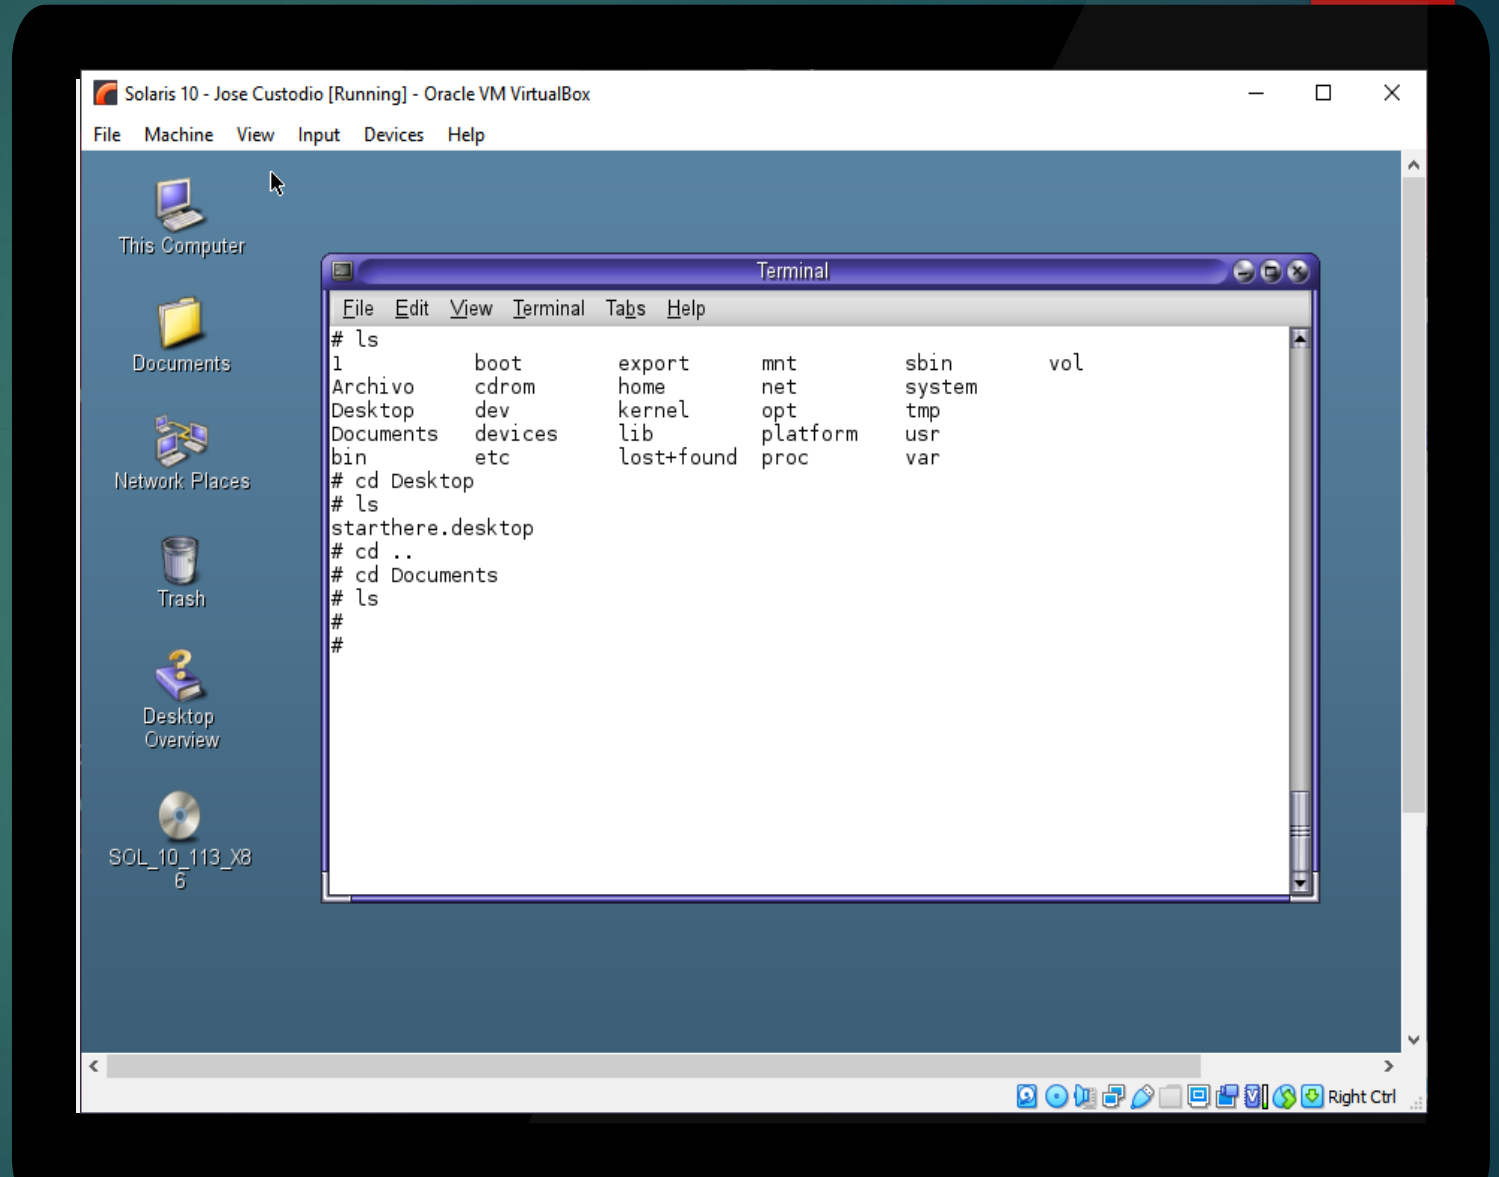 Solaris 10 - Jose Custodio [Running] - Oracle VM VirtualBox
File Machine View Input Devices Help
This Computer
Documents
Network Places
Trash
Desktop
Overview
SOL_10_113_X8
6
Terminal
File Edit View Terminal Tabs Help
# ls
1 boot export mnt sbin vol
Archivo cdrom home net system
Desktop dev kernel opt tmp
Documents devices lib platform usr
bin etc lost+found proc var
# cd Desktop
# ls
starthere.desktop
# cd ..
# cd Documents
# ls
#
#
Right Ctrl